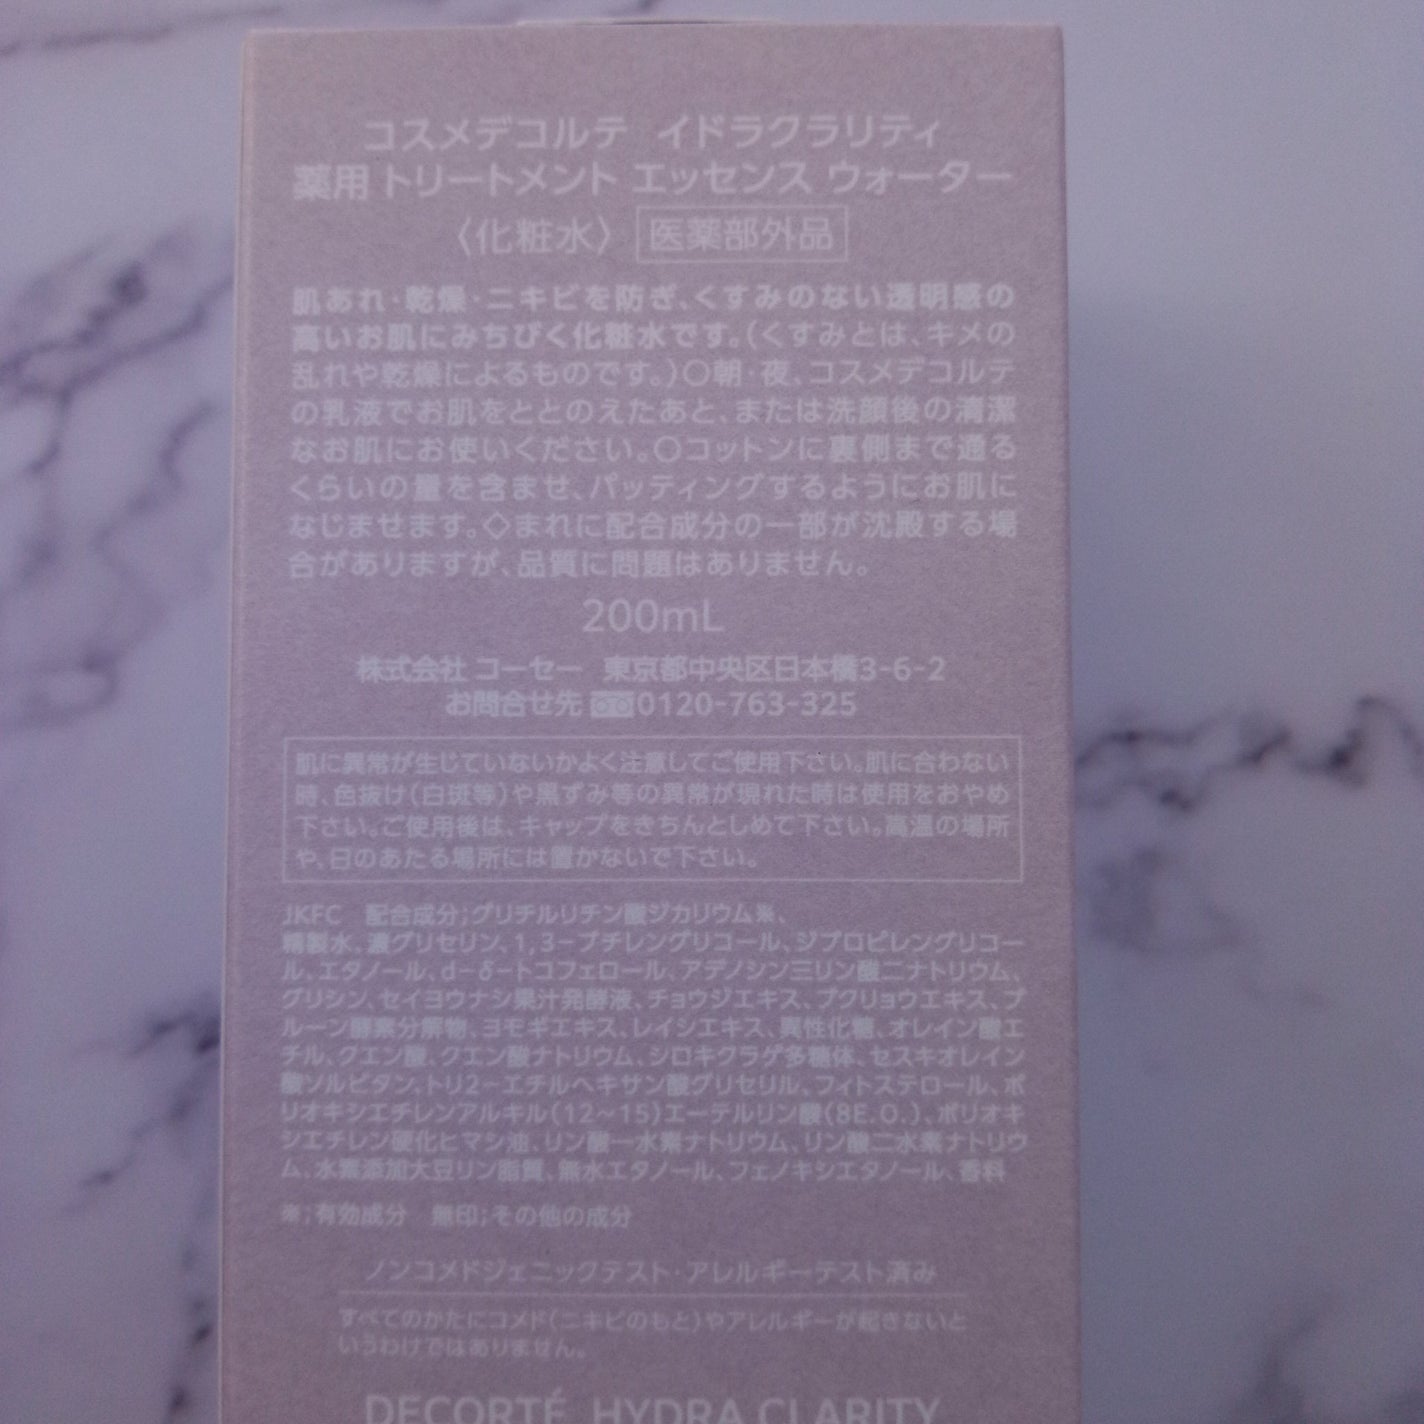 コスメデコルテ イドラクラリティ
薬用 トリートメント エッセンス ウォーター
〈化粧水〉 医薬部外品
肌あれ・乾燥・ニキビを防ぎ、くすみのない透明感の
高いお肌にみちびく化粧水です。(くすみとは、キメの
乱れや乾燥によるものです。)○朝・夜、コスメデコルテ
の乳液でお肌をととのえたあと、または洗顔後の清潔
なお肌にお使いください。○コットンに裏側まで通る
くらいの量を含ませ、パッティングするようにお肌に
なじませます。◇まれに配合成分の一部が沈殿する場
合がありますが、品質に問題はありません。
200mL
株式会社 コーセー 東京都中央区日本橋3-6-2
お問合せ先 0120-763-325
肌に異常が生じていないかよく注意してご使用下さい。肌に合わない
時、色抜け(白斑等)や黒ずみ等の異常が現れた時は使用をおやめ
下さい。ご使用後は、キャップをきちんとしめて下さい。高温の場所
や、日のあたる場所には置かないで下さい。
JKFC 配合成分;グリチルリチン酸ジカリウム※、
精製水、濃グリセリン、1,3-ブチレングリコール、ジプロピレングリコー
ル、エタノール、d-δ-トコフェロール、アデノシン三リン酸二ナトリウム、
グリシン、セイヨウナシ果汁発酵液、チョウジエキス、ブクリョウエキス、プ
ルーン酵素分解物、ヨモギエキス、レイシエキス、異性化糖、オレイン酸エ
チル、クエン酸、クエン酸ナトリウム、シロキクラゲ多糖体、セスキオレイン
酸ソルビタン、トリ2-エチルヘキサン酸グリセリル、フィトステロール、ポ
リオキシエチレンアルキル(12~15)エーテルリン酸(8E.O.)、ポリオキ
シエチレン硬化ヒマシ油、リン酸一水素ナトリウム、リン酸二水素ナトリウ
ム、水素添加大豆リン脂質、無水エタノール、フェノキシエタノール、香料
※;有効成分 無印;その他の成分
ノンコメドジェニックテスト・アレルギーテスト済み
すべてのかたにコメド(ニキビのもと)やアレルギーが起きないと
いうわけではありません。
DECORTÉ HYDRA CLARITY